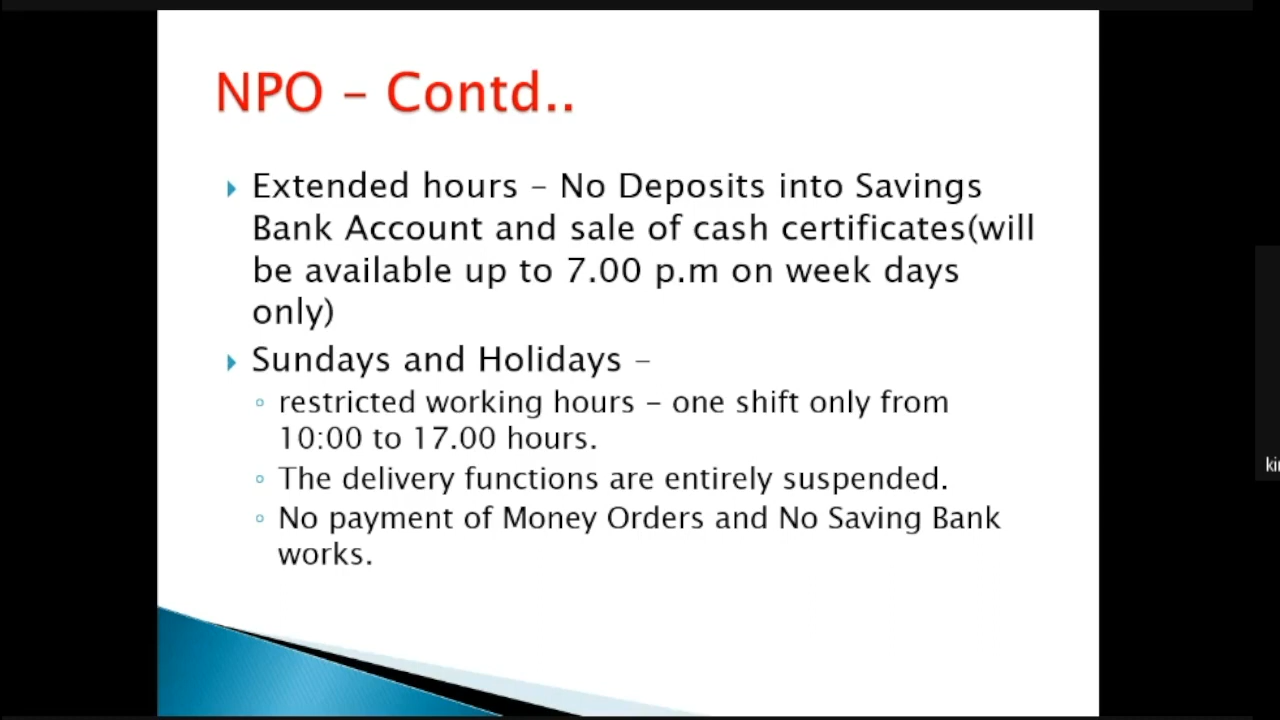 NPO – Contd..
Extended hours – No Deposits into Savings
Bank Account and sale of cash certificates(will
be available up to 7.00 p.m on week days
only)
Sundays and Holidays –
restricted working hours – one shift only from
10:00 to 17.00 hours.
The delivery functions are entirely suspended.
No payment of Money Orders and No Saving Bank
works.